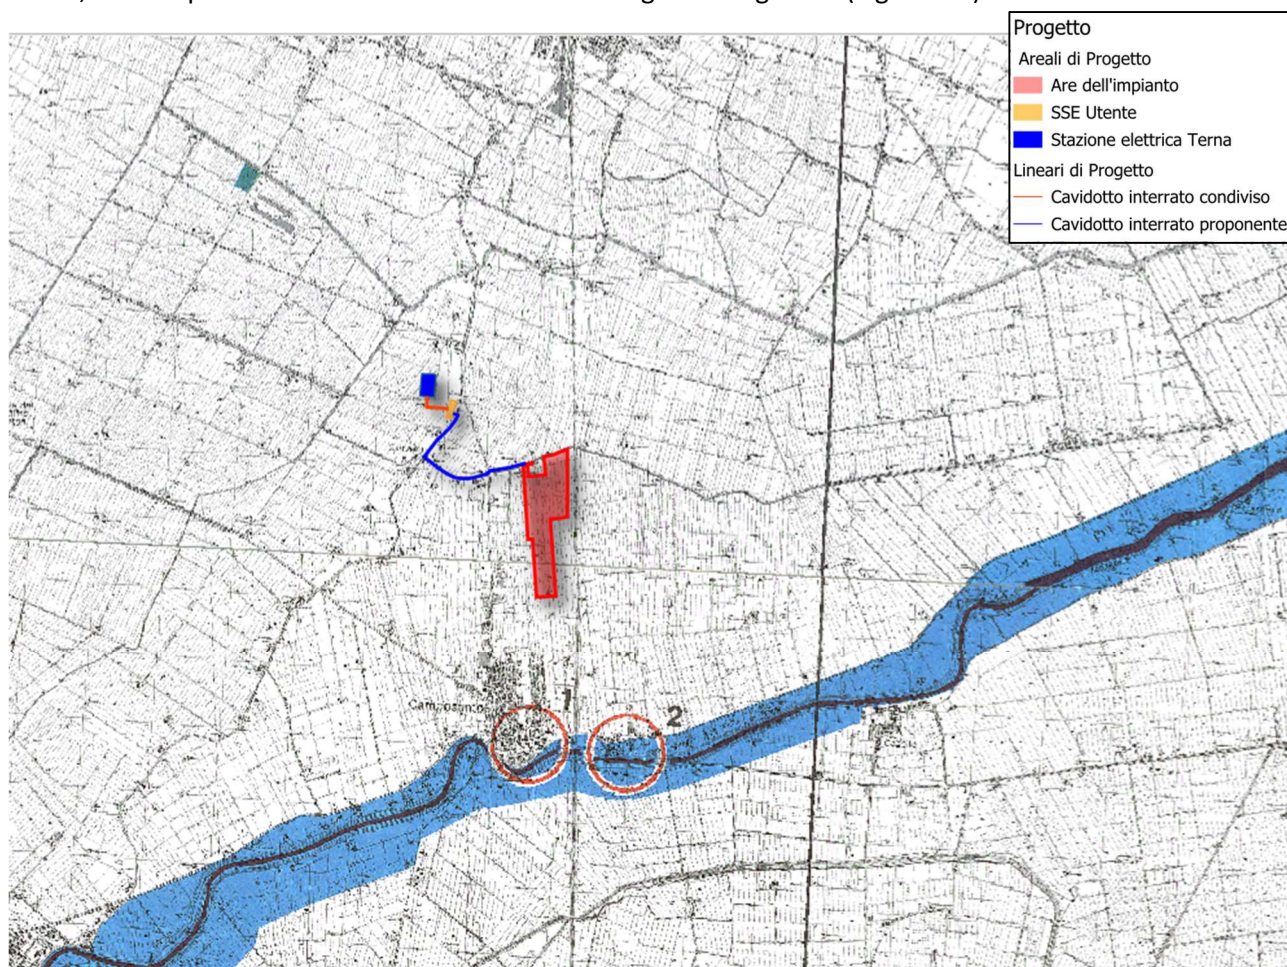 Progetto
Areali di Progetto
Are dell'impianto
SSE Utente
Stazione elettrica Terna
Lineari di Progetto
Cavidotto interrato condiviso
Cavidotto interrato proponente
1
2
Camposanto